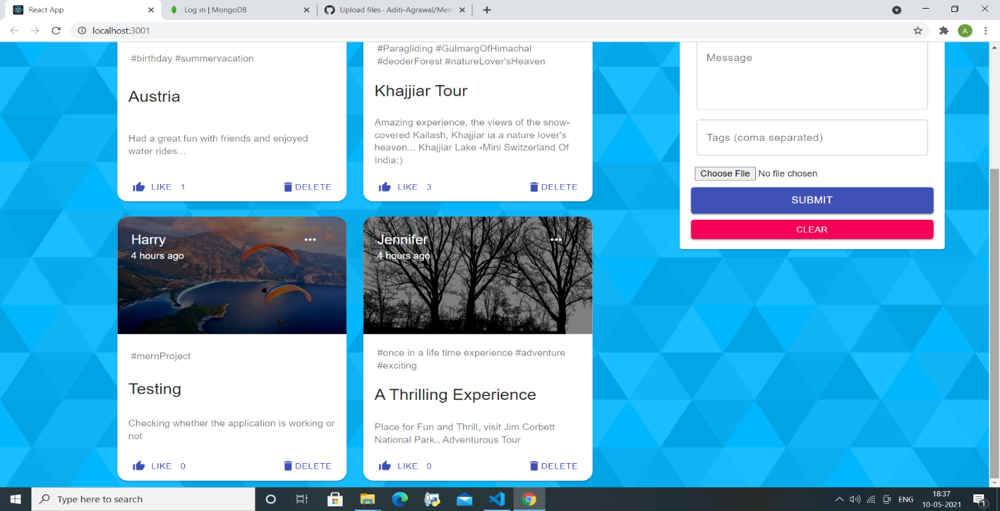 React App
Log in | MongoDB
Upload files · Aditi-Agrawal/Mem
localhost:3001
A
#birthday #summervacation
Austria
Had a great fun with friends and enjoyed
water rides...
LIKE 1
DELETE
#Paragliding #GulmargOfHimachal
#deoderForest #natureLover'sHeaven
Khajjiar Tour
Amazing experience, the views of the snow-
covered Kailash, Khajjiar ia a nature lover's
heaven... Khajjiar Lake -Mini Switzerland Of
India:)
LIKE 3
DELETE
Harry
4 hours ago
#mernProject
Testing
Checking whether the application is working or
not
LIKE 0
DELETE
Jennifer
4 hours ago
#once in a life time experience #adventure
#exciting
A Thrilling Experience
Place for Fun and Thrill, visit Jim Corbett
National Park.. Adventurous Tour
LIKE 0
DELETE
Message
Tags (coma separated)
Choose File No file chosen
SUBMIT
CLEAR
Type here to search
ENG
18:37
10-05-2021
1